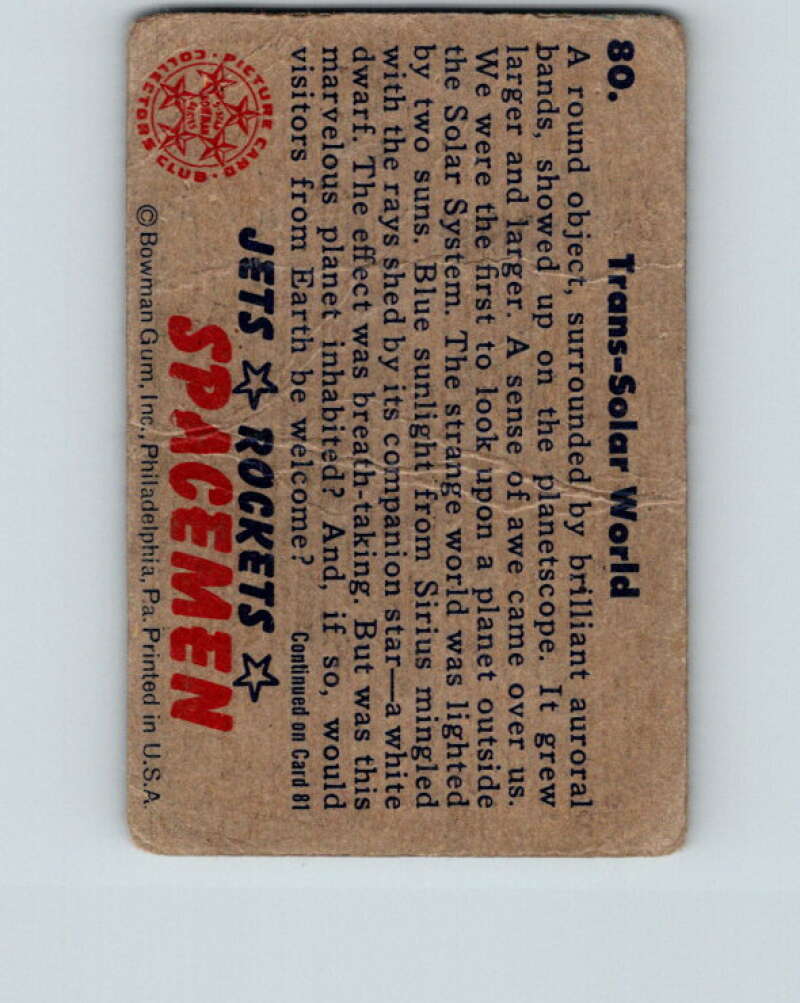 80.
Trans-Solar World
A round object, surrounded by brilliant auroral
bands, showed up on the planetscope. It grew
larger and larger. A sense of awe came over us.
We were the first to look upon a planet outside
the Solar System. The strange world was lighted
by two suns. Blue sunlight from Sirius mingled
with the rays shed by its companion star—a white
dwarf. The effect was breath-taking. But was this
marvelous planet inhabited? And, if so, would
visitors from Earth be welcome?
Continued on Card 81
JETS ROCKETS
SPACEMEN
PICTURE CARD
COLLECTORS CLUB
©Bowman Gum, Inc., Philadelphia, Pa. Printed in U.S.A.